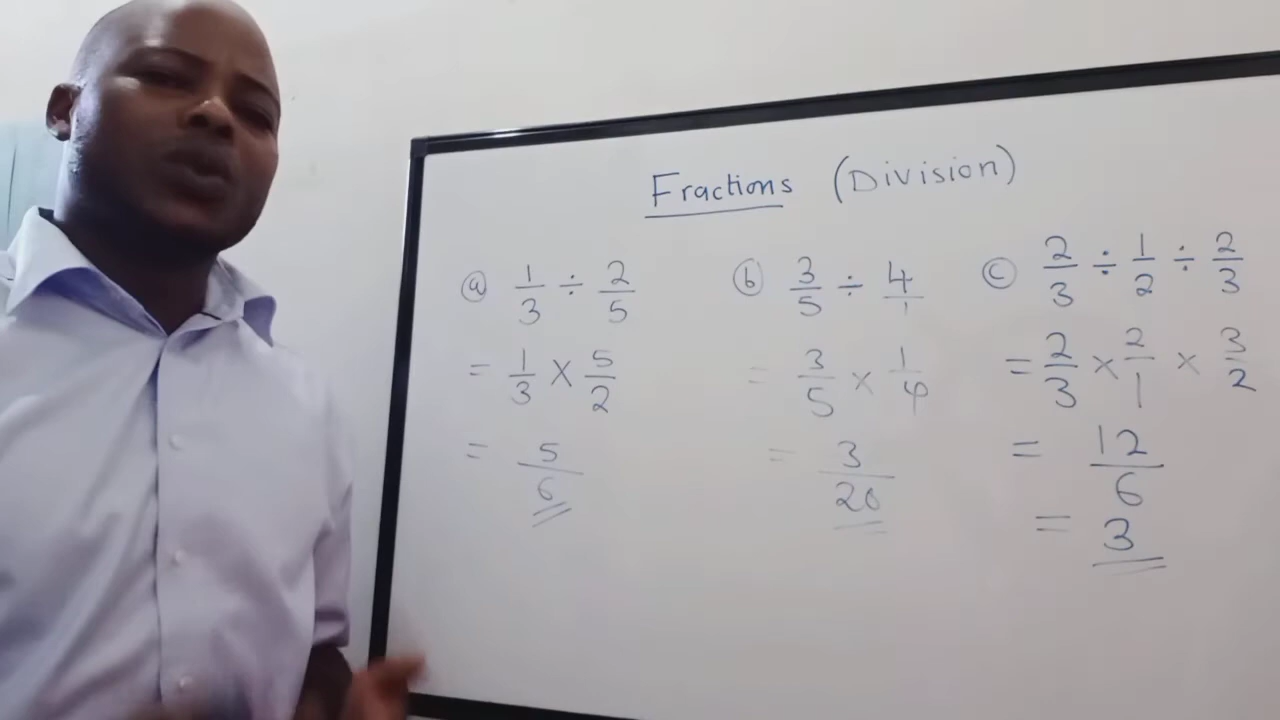 Fractions (Division)
ⓐ 1/3 ÷ 2/5
= 1/3 × 5/2
= 5/6
ⓑ 3/5 ÷ 4/1
= 3/5 × 1/4
= 3/20
ⓒ 2/3 ÷ 1/2 ÷ 2/3
= 2/3 × 2/1 × 3/2
= 12/6
= 3